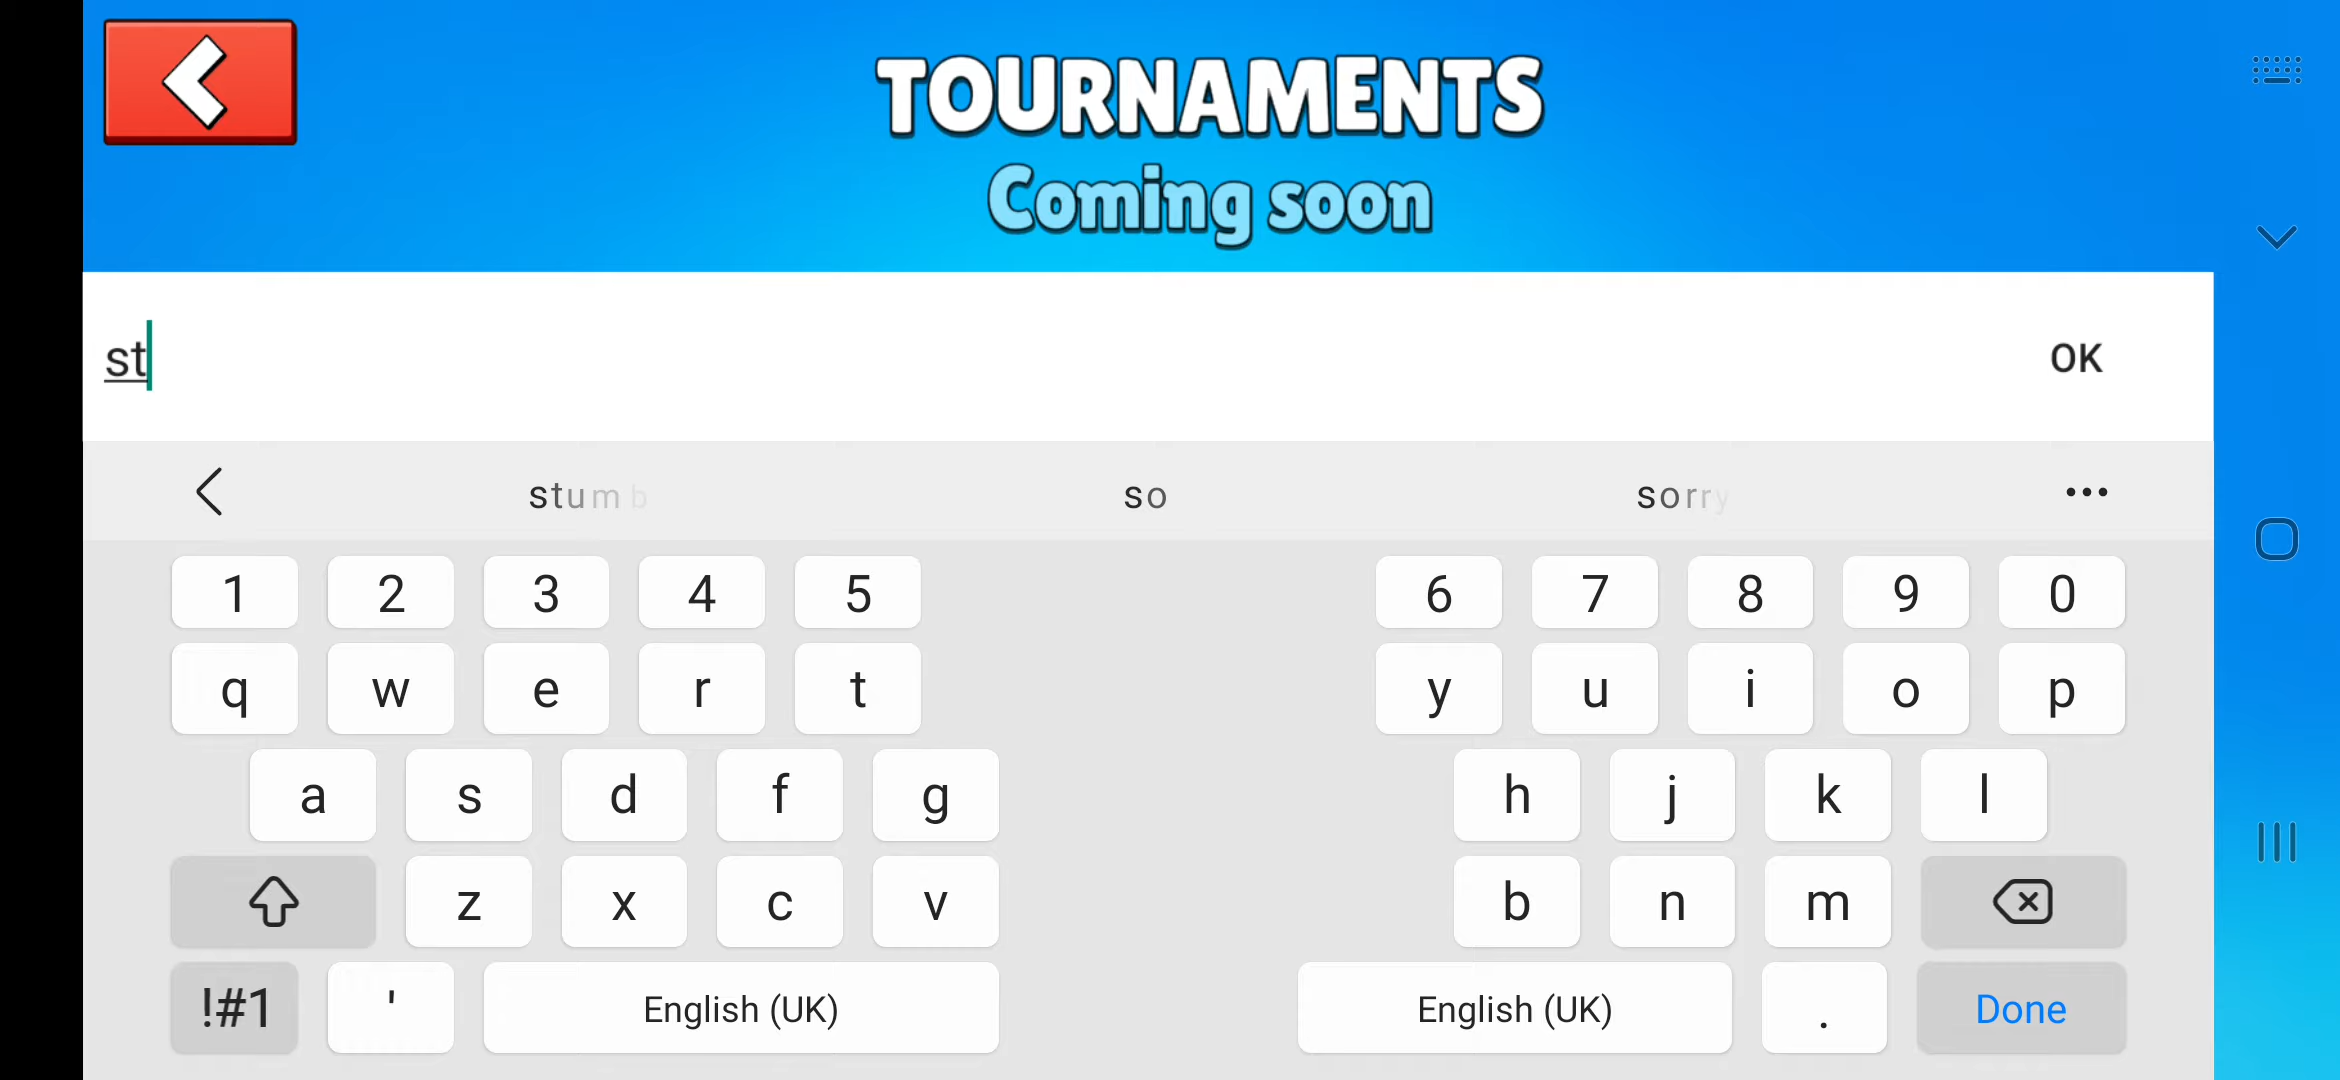 TOURNAMENTS
Coming soon
st
OK
stumb so sorry
1 2 3 4 5 6 7 8 9 0
q w e r t y u i o p
a s d f g h j k l
z x c v b n m
!#1 ' English (UK) English (UK) . Done